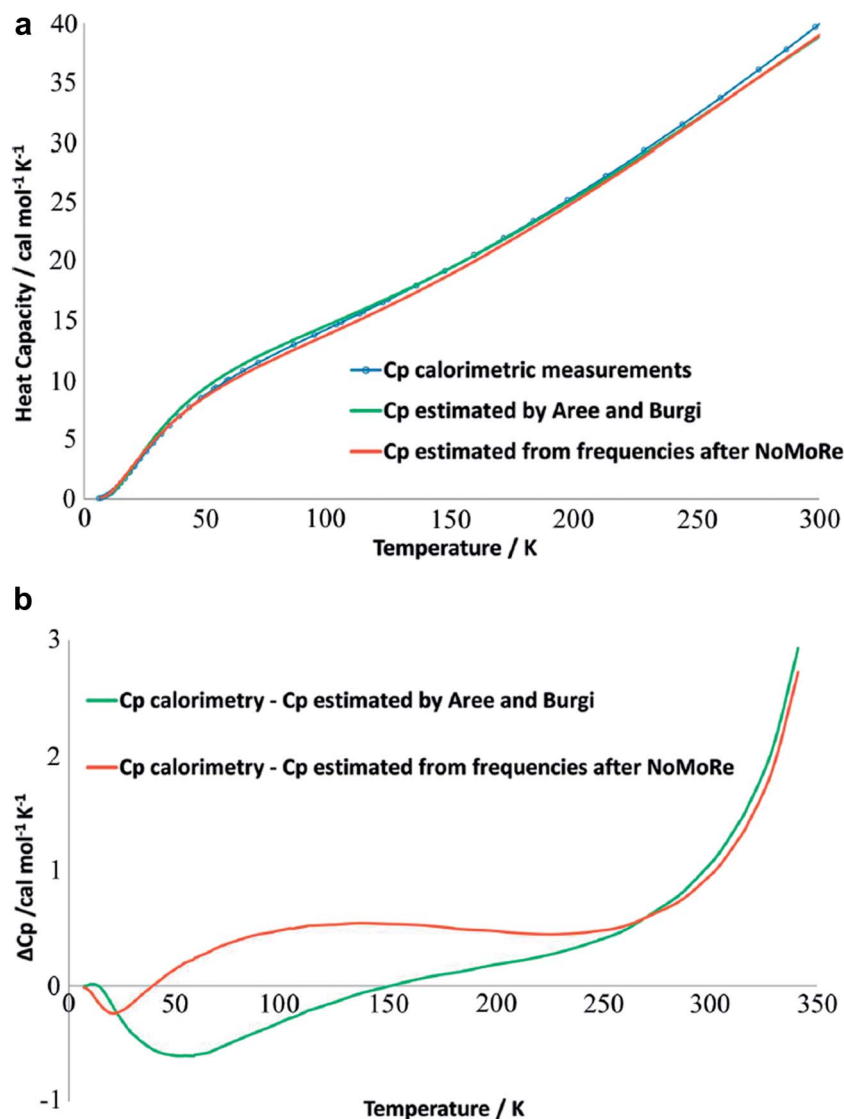 a
40
35
30
25
20
15
10
5
0
Heat Capacity / cal mol⁻¹ K⁻¹
Cp calorimetric measurements
Cp estimated by Aree and Burgi
Cp estimated from frequencies after NoMoRe
0 50 100 150 200 250 300
Temperature / K
b
3
2
1
0
-1
ΔCp /cal mol⁻¹ K⁻¹
Cp calorimetry - Cp estimated by Aree and Burgi
Cp calorimetry - Cp estimated from frequencies after NoMoRe
0 50 100 150 200 250 300 350
Temperature / K